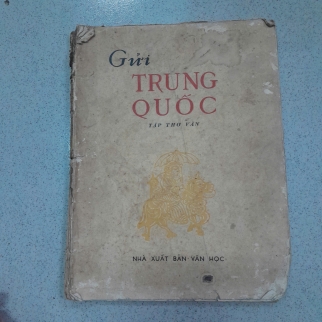 Gửi
TRUNG
QUỐC
TẬP THƠ VĂN
NHÀ XUẤT BẢN VĂN HỌC